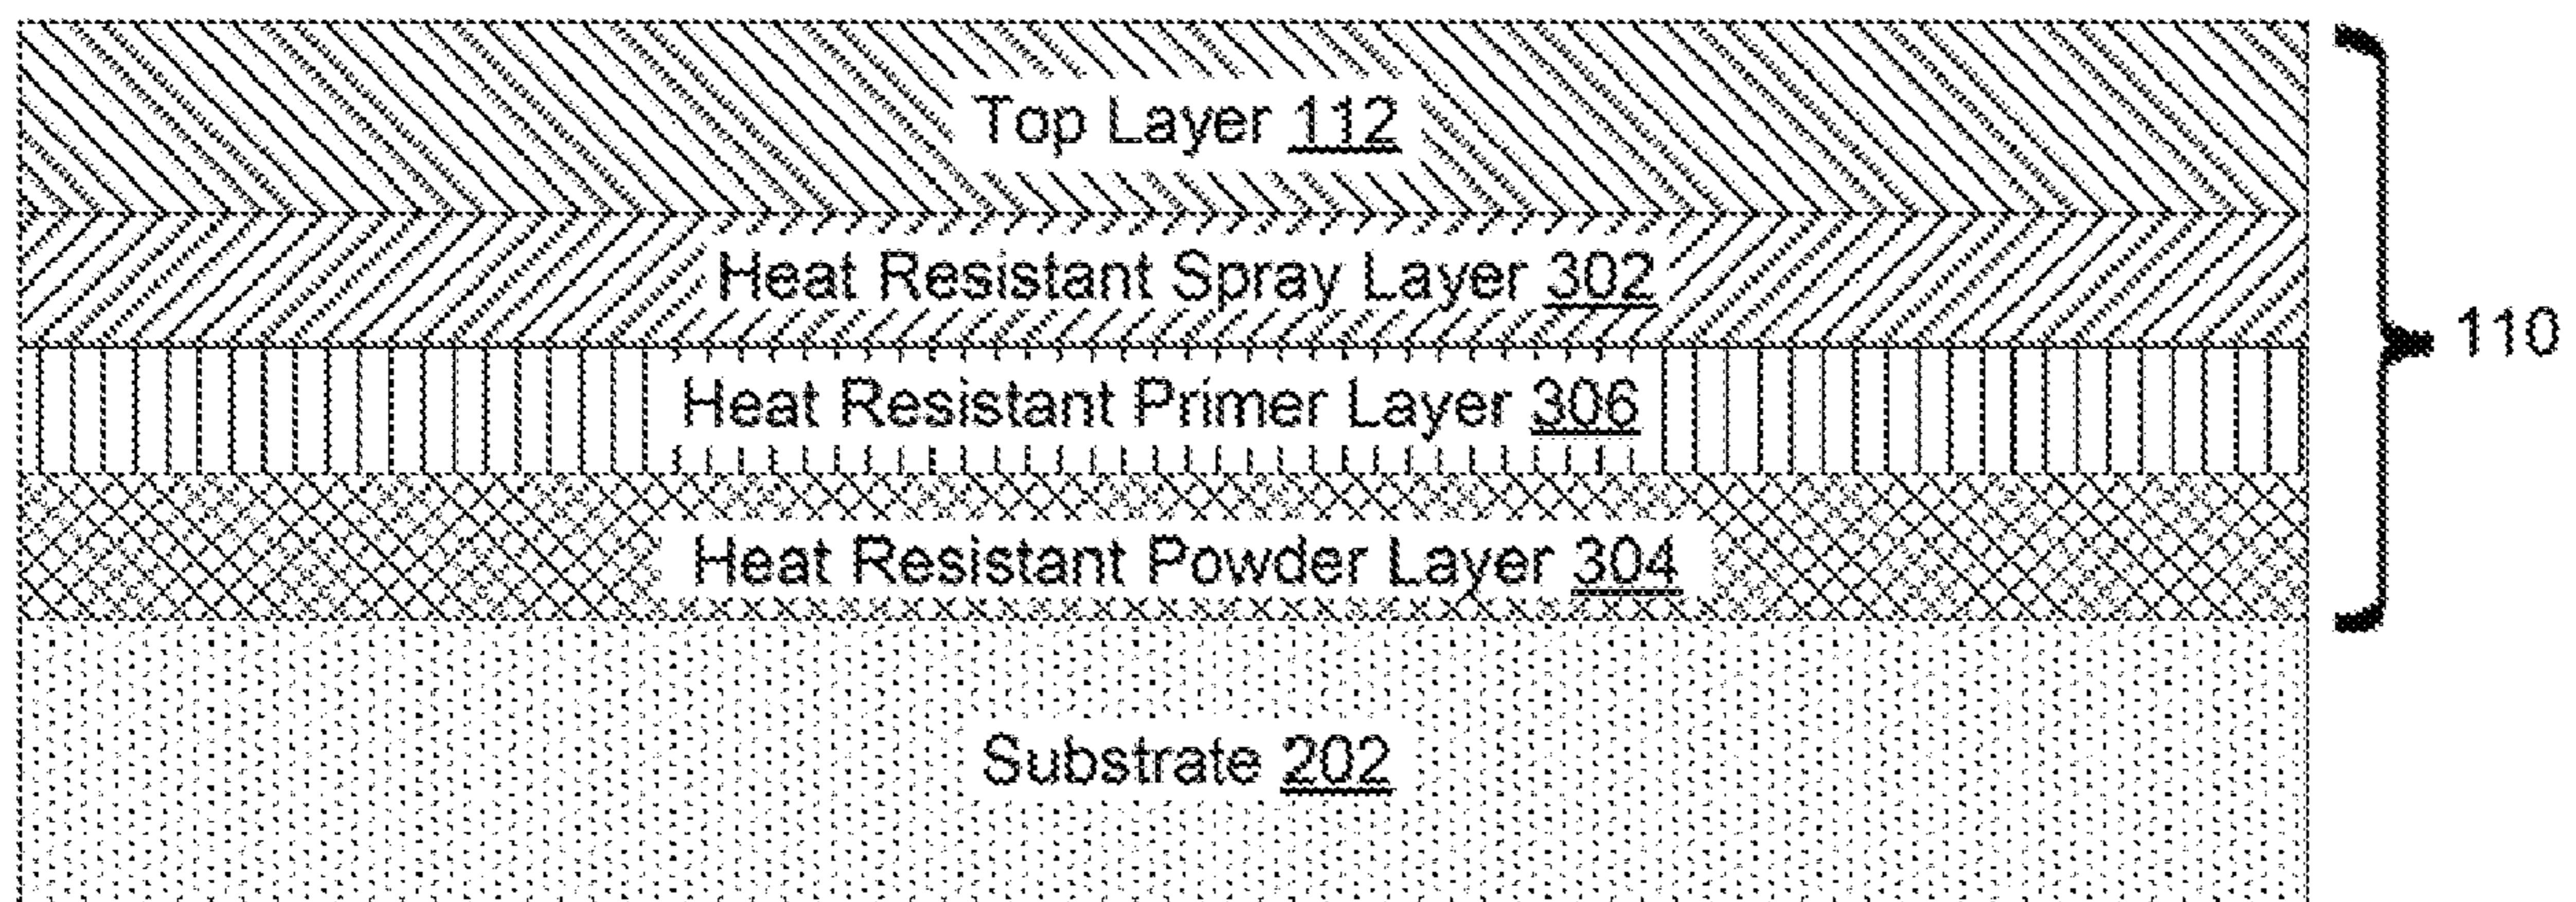 Top Layer 112
Heat Resistant Spray Layer 302
110
Heat Resistant Primer Layer 306
Heat Resistant Powder Layer 304
Substrate 202